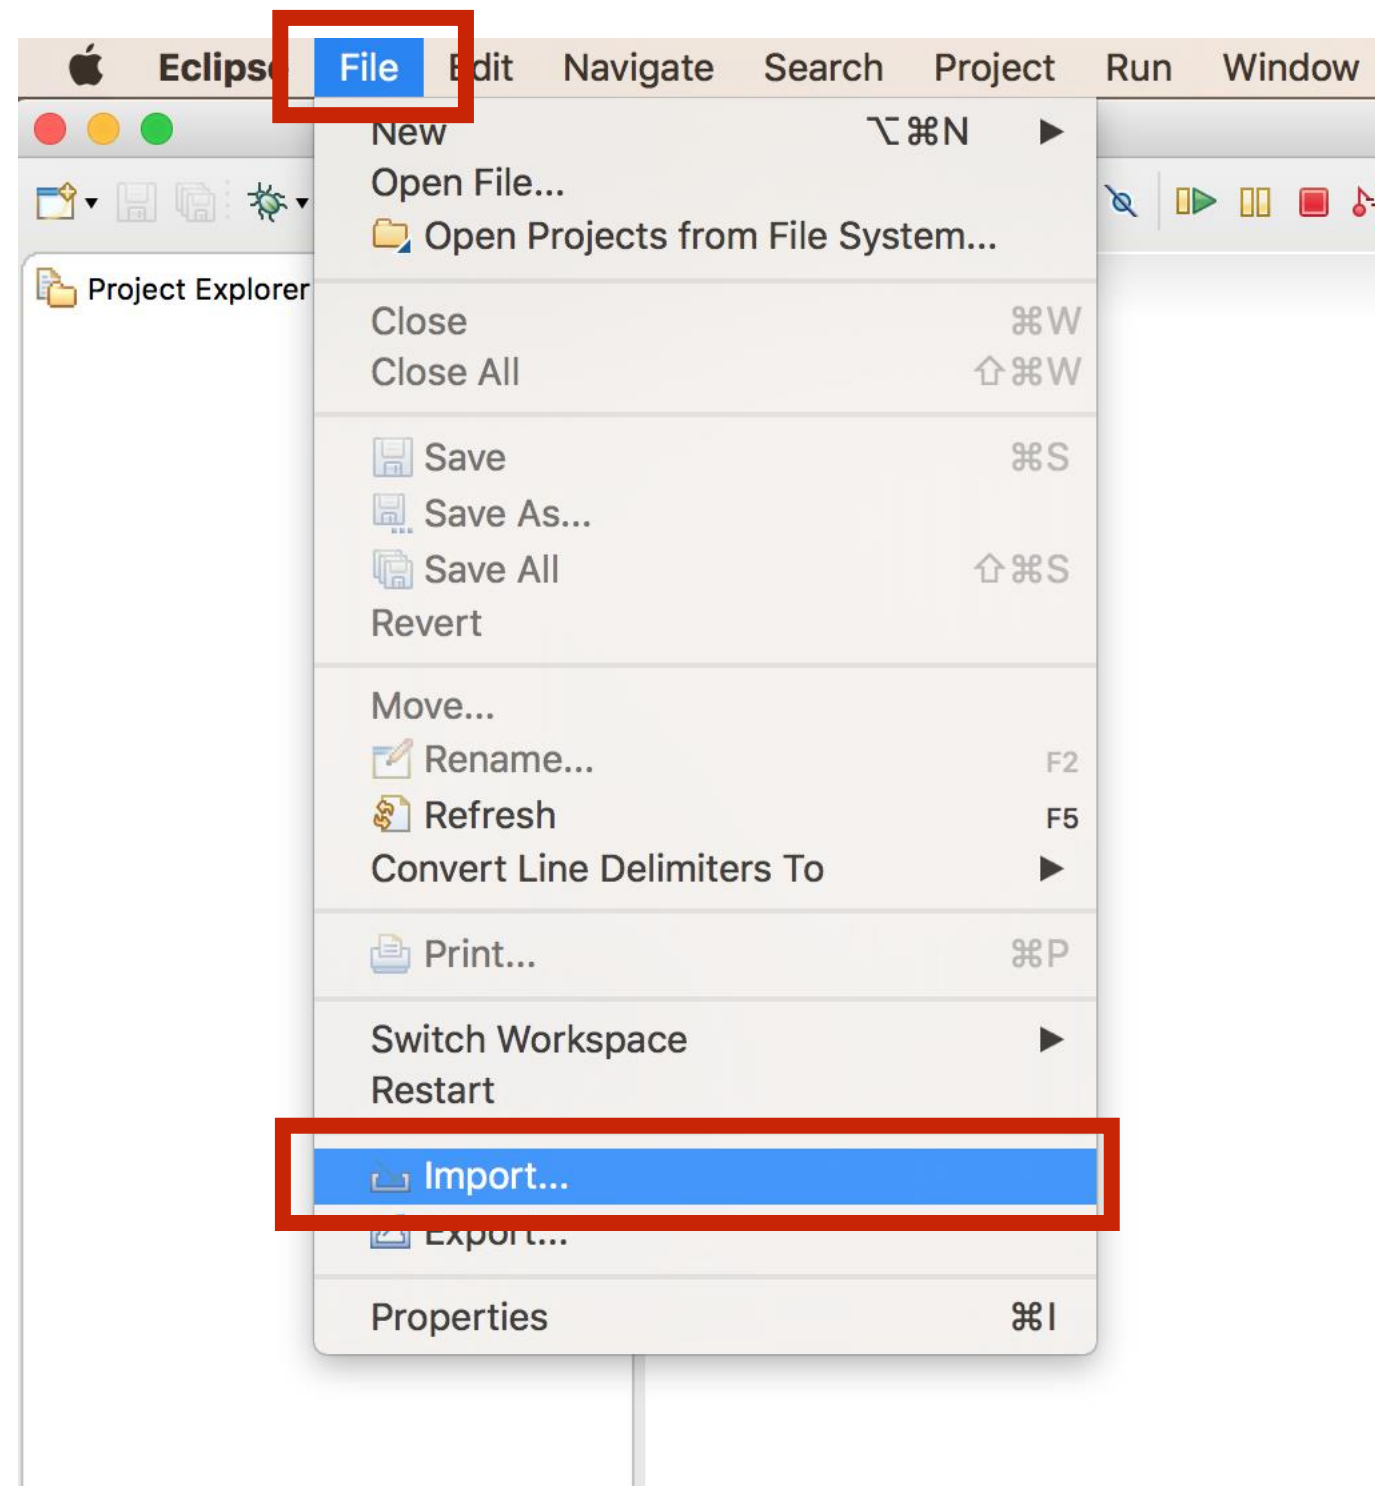 Eclipse File Edit Navigate Search Project Run Window
New ⌥⌘N ▶
Open File...
Open Projects from File System...
Project Explorer
Close ⌘W
Close All ⇧⌘W
Save ⌘S
Save As...
Save All ⇧⌘S
Revert
Move...
Rename... F2
Refresh F5
Convert Line Delimiters To ▶
Print... ⌘P
Switch Workspace ▶
Restart
Import...
Export...
Properties ⌘I